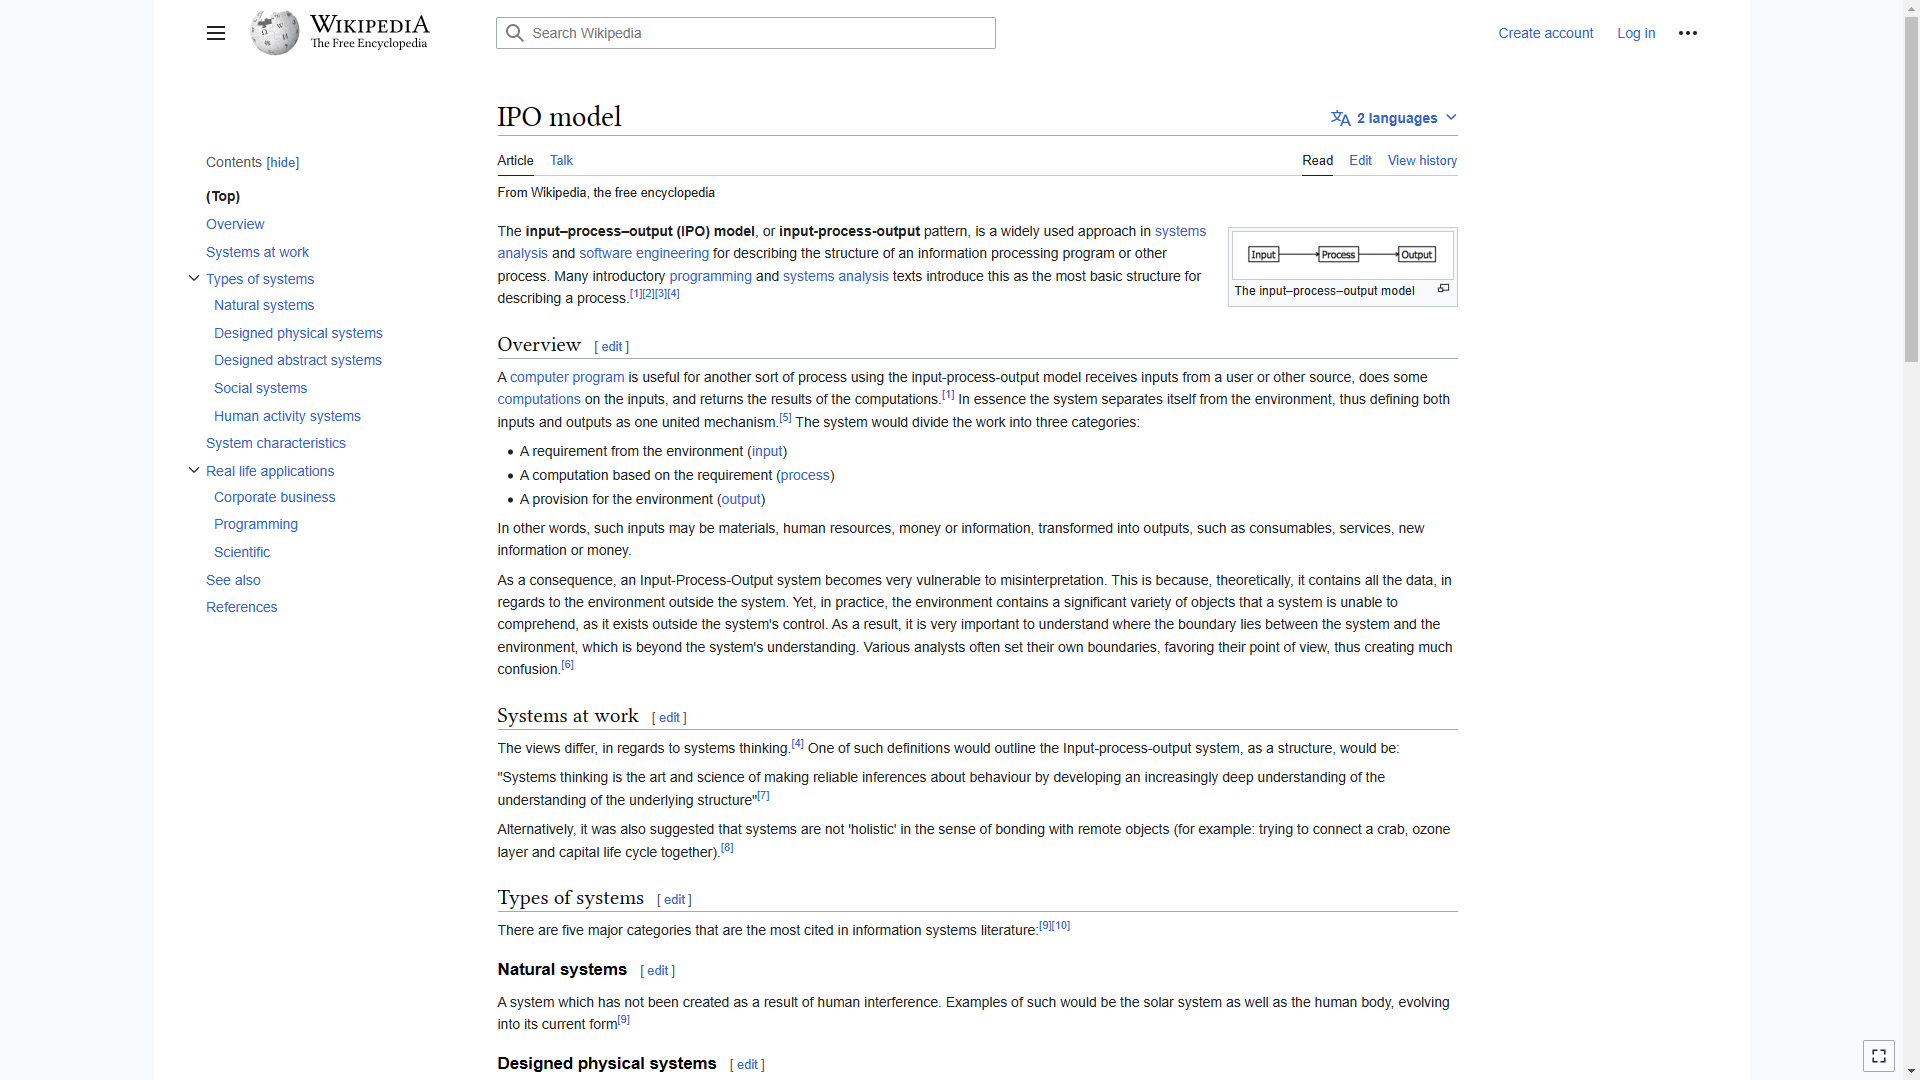 WIKIPEDIA
The Free Encyclopedia
Search Wikipedia
Create account
Log in
Contents [hide]
(Top)
Overview
Systems at work
Types of systems
Natural systems
Designed physical systems
Designed abstract systems
Social systems
Human activity systems
System characteristics
Real life applications
Corporate business
Programming
Scientific
See also
References
IPO model
2 languages
Article Talk
Read Edit View history
From Wikipedia, the free encyclopedia
The input–process–output (IPO) model, or input-process-output pattern, is a widely used approach in systems
analysis and software engineering for describing the structure of an information processing program or other
process. Many introductory programming and systems analysis texts introduce this as the most basic structure for
describing a process.[1][2][3][4]
Input Process Output
The input–process–output model
Overview [ edit ]
A computer program is useful for another sort of process using the input-process-output model receives inputs from a user or other source, does some
computations on the inputs, and returns the results of the computations.[1] In essence the system separates itself from the environment, thus defining both
inputs and outputs as one united mechanism.[5] The system would divide the work into three categories:
• A requirement from the environment (input)
• A computation based on the requirement (process)
• A provision for the environment (output)
In other words, such inputs may be materials, human resources, money or information, transformed into outputs, such as consumables, services, new
information or money.
As a consequence, an Input-Process-Output system becomes very vulnerable to misinterpretation. This is because, theoretically, it contains all the data, in
regards to the environment outside the system. Yet, in practice, the environment contains a significant variety of objects that a system is unable to
comprehend, as it exists outside the system's control. As a result, it is very important to understand where the boundary lies between the system and the
environment, which is beyond the system's understanding. Various analysts often set their own boundaries, favoring their point of view, thus creating much
confusion.[6]
Systems at work [ edit ]
The views differ, in regards to systems thinking.[4] One of such definitions would outline the Input-process-output system, as a structure, would be:
"Systems thinking is the art and science of making reliable inferences about behaviour by developing an increasingly deep understanding of the
understanding of the underlying structure"[7]
Alternatively, it was also suggested that systems are not 'holistic' in the sense of bonding with remote objects (for example: trying to connect a crab, ozone
layer and capital life cycle together).[8]
Types of systems [ edit ]
There are five major categories that are the most cited in information systems literature:[9][10]
Natural systems [ edit ]
A system which has not been created as a result of human interference. Examples of such would be the solar system as well as the human body, evolving
into its current form[9]
Designed physical systems [ edit ]